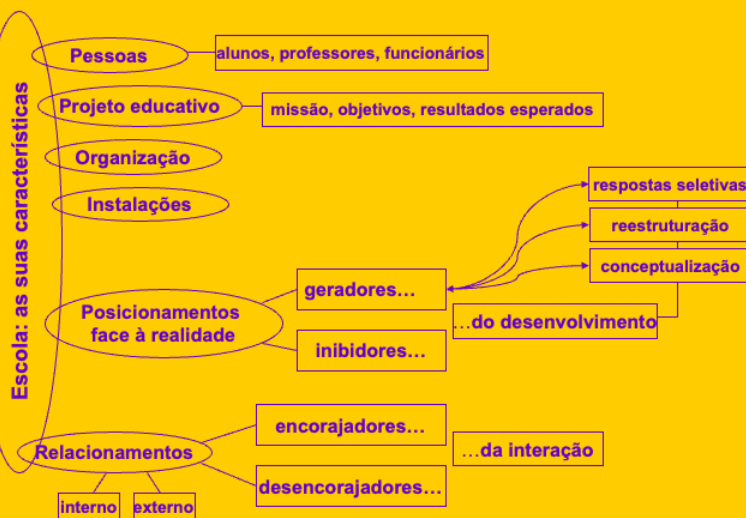 Escola: as suas características
Pessoas
alunos, professores, funcionários
Projeto educativo
missão, objetivos, resultados esperados
Organização
Instalações
Posicionamentos
face à realidade
geradores…
inibidores…
…do desenvolvimento
respostas seletivas
reestruturação
conceptualização
Relacionamentos
encorajadores…
desencorajadores…
…da interação
interno
externo